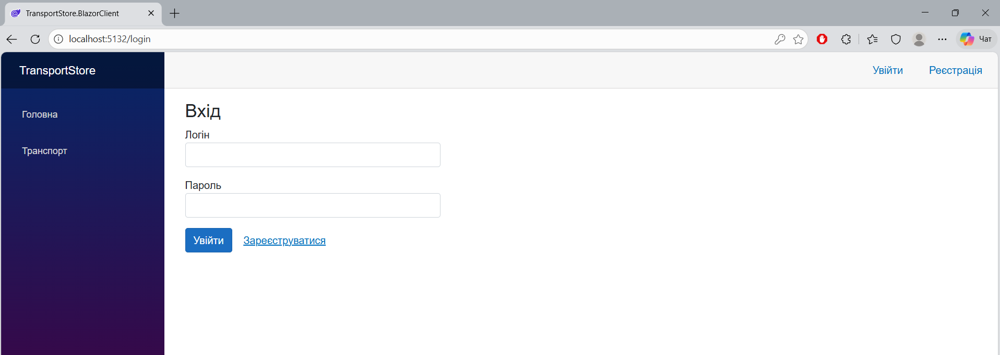 TransportStore.BlazorClient
localhost:5132/login
Чат
TransportStore
Увійти
Реєстрація
Головна
Транспорт
Вхід
Логін
Пароль
Увійти
Зареєструватися